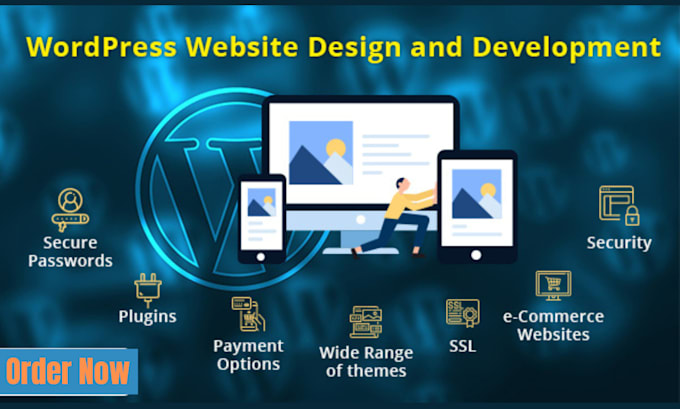 WordPress Website Design and Development
Secure
Passwords
Plugins
Payment
Options
Wide Range
of themes
SSL
SSL
e-Commerce
Websites
Security
Order Now